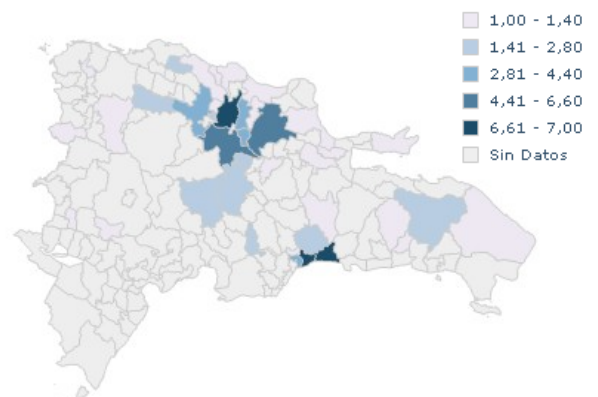 1,00 - 1,40
1,41 - 2,80
2,81 - 4,40
4,41 - 6,60
6,61 - 7,00
Sin Datos